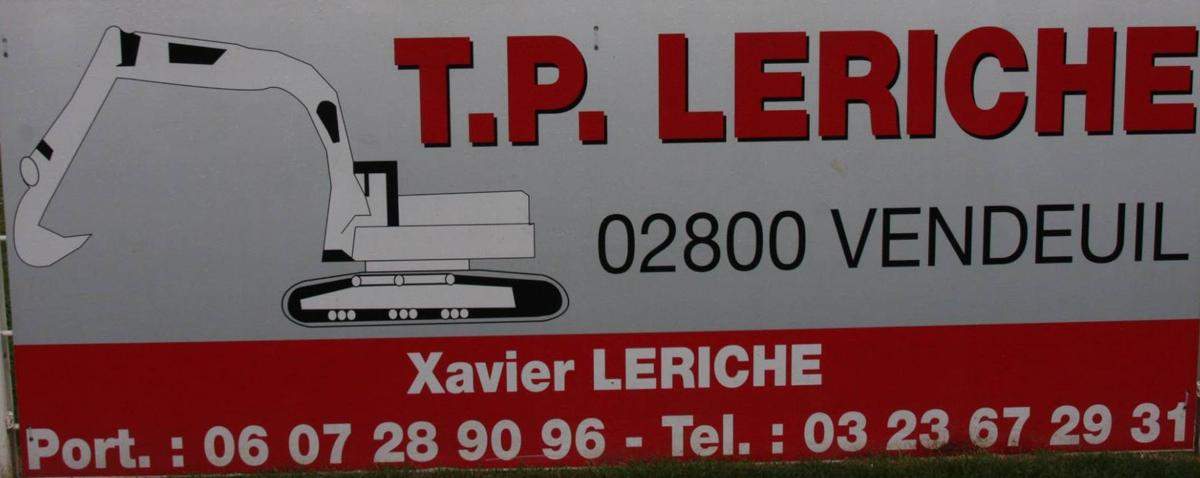 T.P. LERICHE
02800 VENDEUIL
Xavier LERICHE
Port. : 06 07 28 90 96 - Tel. : 03 23 67 29 31